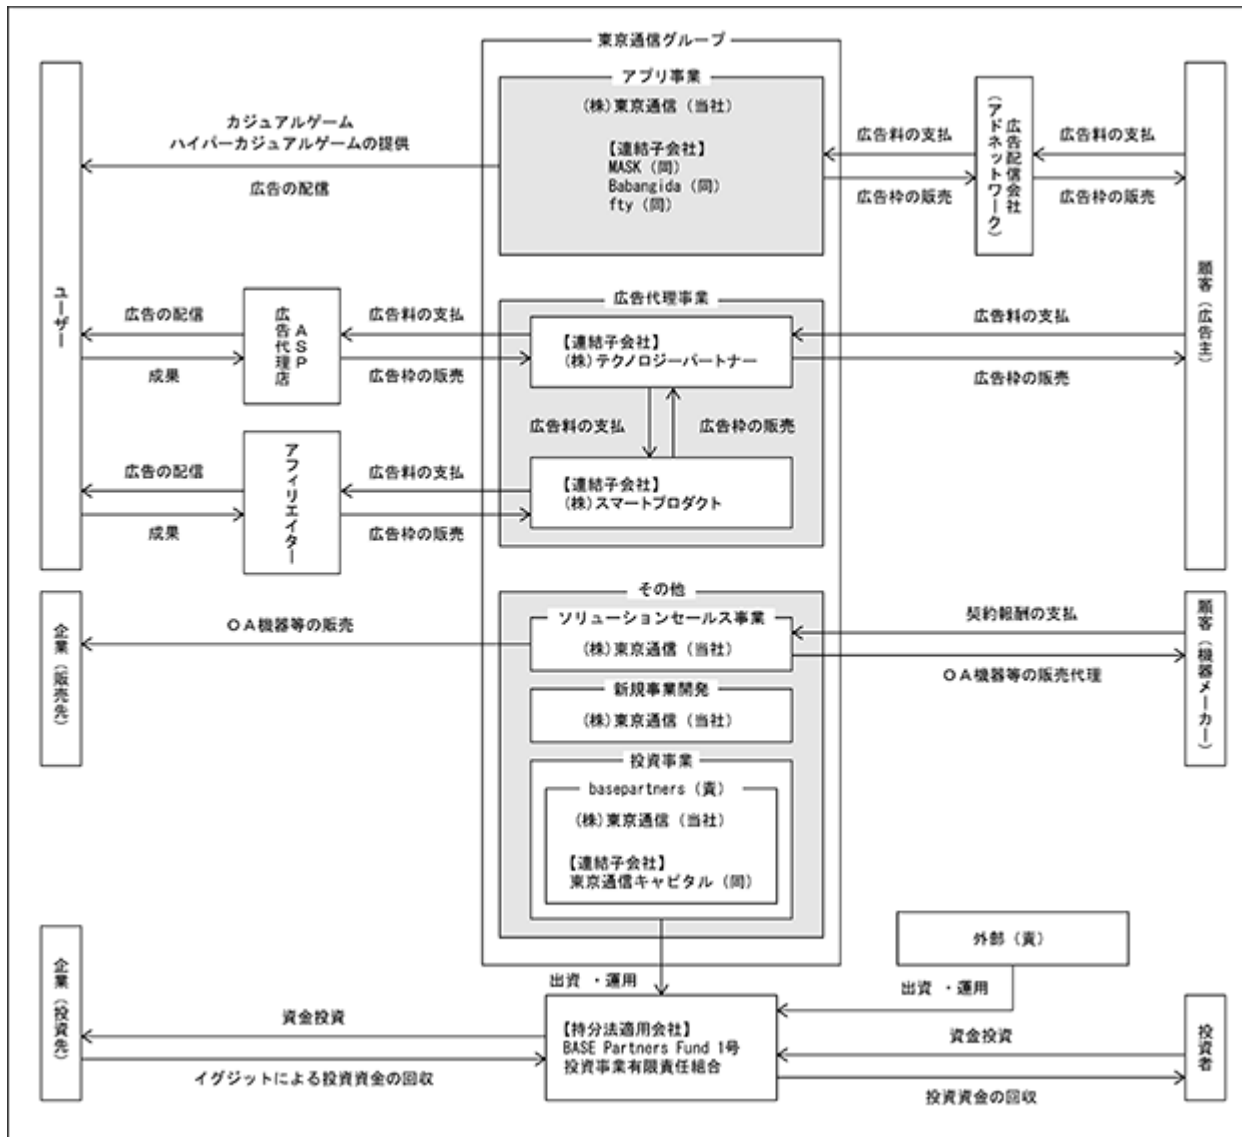 東京通信グループ
アプリ事業
(株)東京通信(当社)
【連結子会社】
MASK(同)
Babangida(同)
fty(同)
カジュアルゲーム
ハイパーカジュアルゲームの提供
広告の配信
広告料の支払
広告枠の販売
広告配信会社
(アドネットワーク)
広告料の支払
広告枠の販売
ユーザー
顧客(広告主)
広告代理事業
【連結子会社】
(株)テクノロジーパートナー
広告の配信
成果
ASP
広告代理店
広告料の支払
広告枠の販売
広告料の支払
広告枠の販売
広告料の支払
広告枠の販売
【連結子会社】
(株)スマートプロダクト
広告の配信
成果
アフィリエイター
広告料の支払
広告枠の販売
その他
ソリューションセールス事業
(株)東京通信(当社)
OA機器等の販売
企業(販売先)
契約報酬の支払
OA機器等の販売代理
顧客(機器メーカー)
新規事業開発
(株)東京通信(当社)
投資事業
basepartners(責)
(株)東京通信(当社)
【連結子会社】
東京通信キャピタル(同)
出資・運用
外部(責)
出資・運用
企業(投資先)
資金投資
イグジットによる投資資金の回収
【持分法適用会社】
BASE Partners Fund 1号
投資事業有限責任組合
資金投資
投資資金の回収
投資者